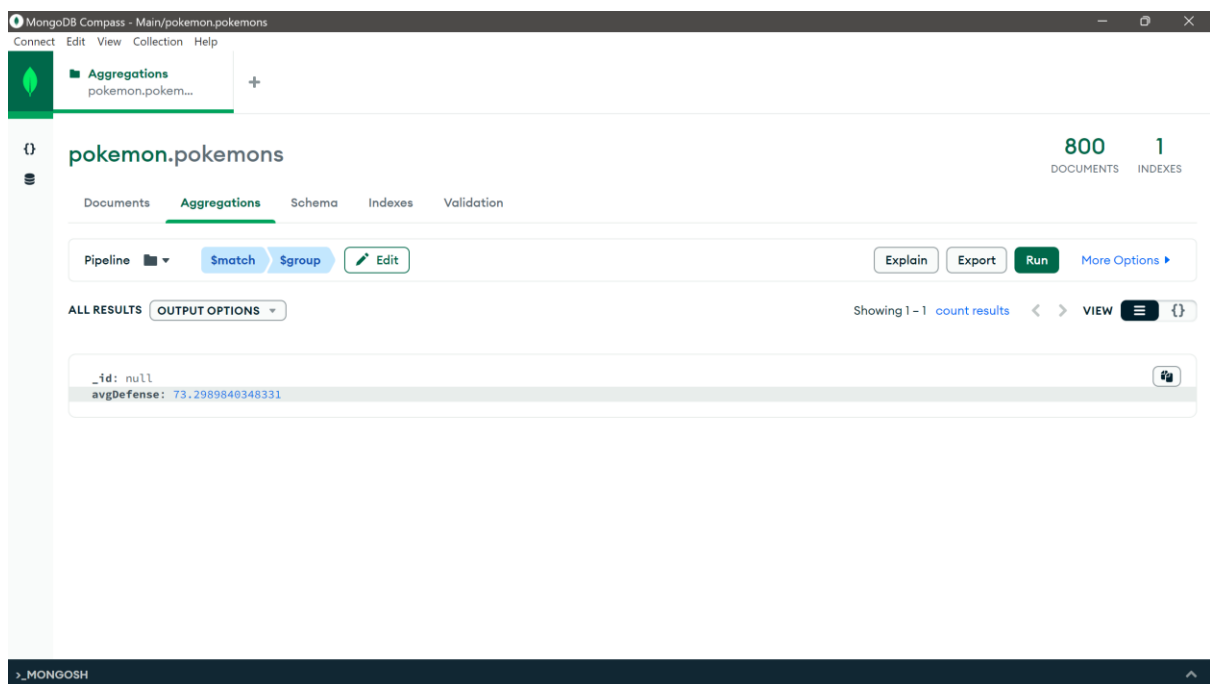 MongoDB Compass - Main/pokemon.pokemons
Connect Edit View Collection Help
Aggregations
pokemon.pokem...
+
{}
pokemon.pokemons
800
DOCUMENTS
1
INDEXES
Documents Aggregations Schema Indexes Validation
Pipeline $match $group Edit Explain Export Run More Options
ALL RESULTS OUTPUT OPTIONS Showing 1 – 1 count results VIEW {}
_id: null
avgDefense: 73.2989840348331
>_MONGOSH